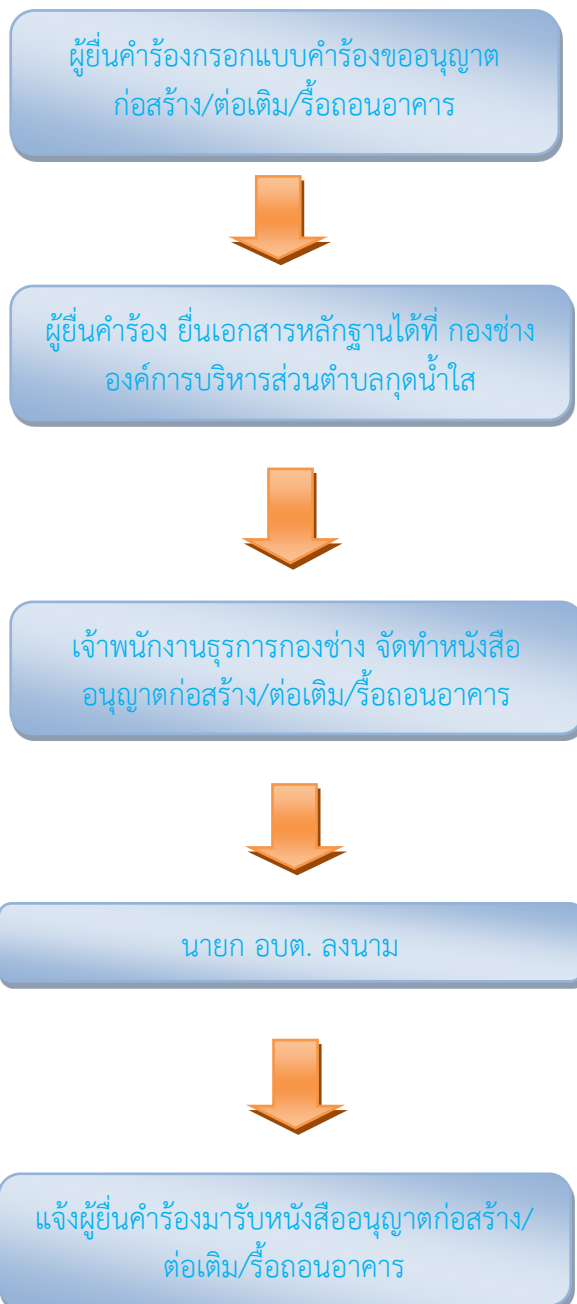 ผู้ยื่นคำร้องกรอกแบบคำร้องขออนุญาต
ก่อสร้าง/ต่อเติม/รื้อถอนอาคาร
ผู้ยื่นคำร้อง ยื่นเอกสารหลักฐานได้ที่ กองช่าง
องค์การบริหารส่วนตำบลกุดน้ำใส
เจ้าพนักงานธุรการกองช่าง จัดทำหนังสือ
อนุญาตก่อสร้าง/ต่อเติม/รื้อถอนอาคาร
นายก อบต. ลงนาม
แจ้งผู้ยื่นคำร้องมารับหนังสืออนุญาตก่อสร้าง/
ต่อเติม/รื้อถอนอาคาร